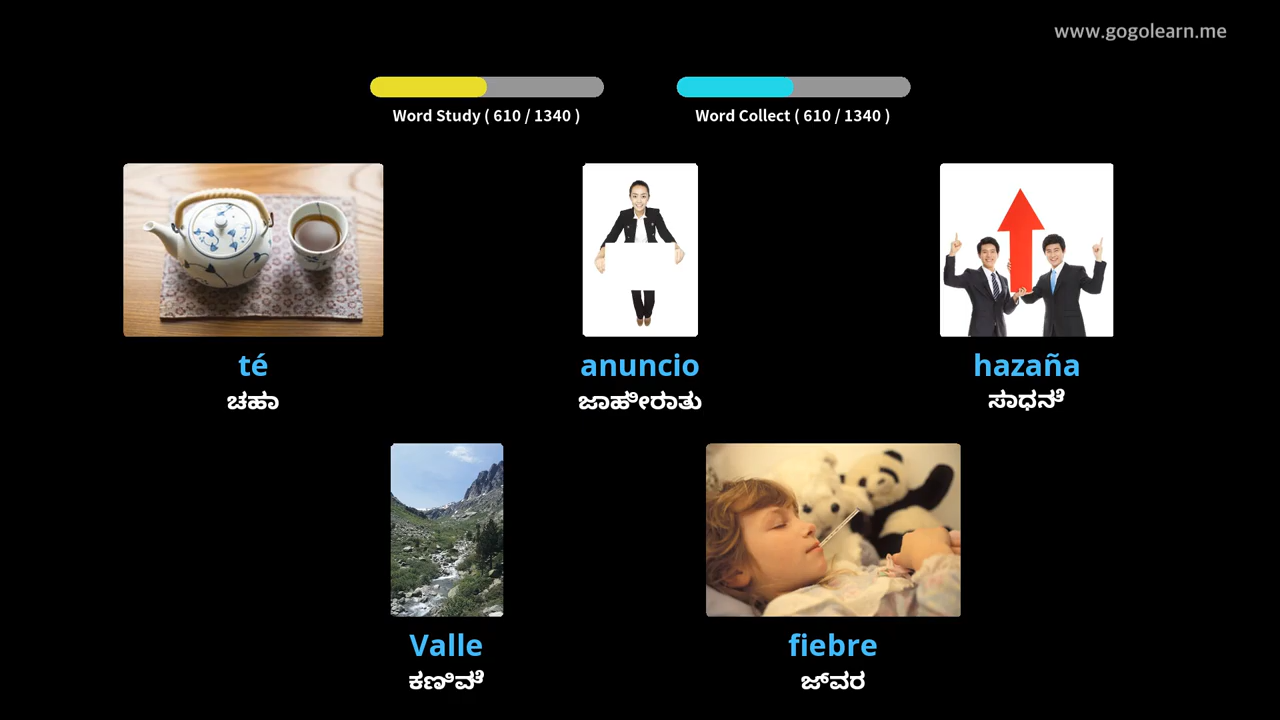 www.gogolearn.me
Word Study ( 610 / 1340 )
Word Collect ( 610 / 1340 )
té
ಚಹಾ
anuncio
ಜಾಹೀರಾತು
hazaña
ಸಾಧನೆ
Valle
ಕಣಿವೆ
fiebre
ಜ್ವರ